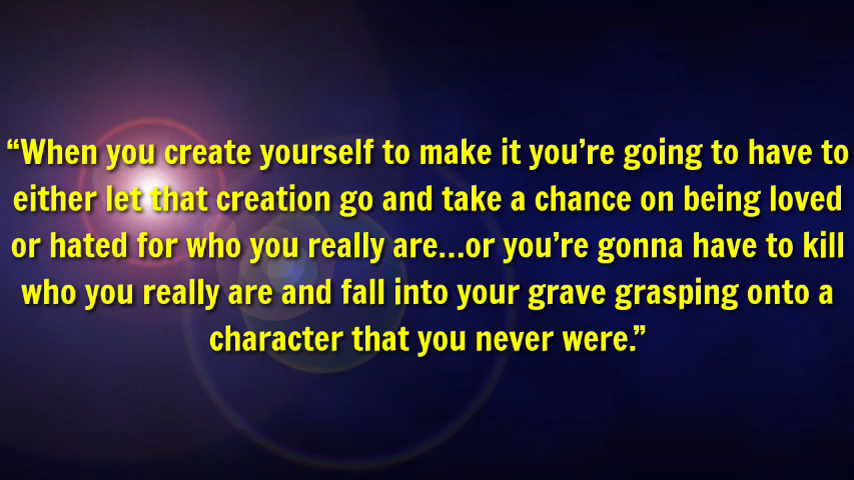 “When you create yourself to make it you’re going to have to
either let that creation go and take a chance on being loved
or hated for who you really are...or you’re gonna have to kill
who you really are and fall into your grave grasping onto a
character that you never were.”